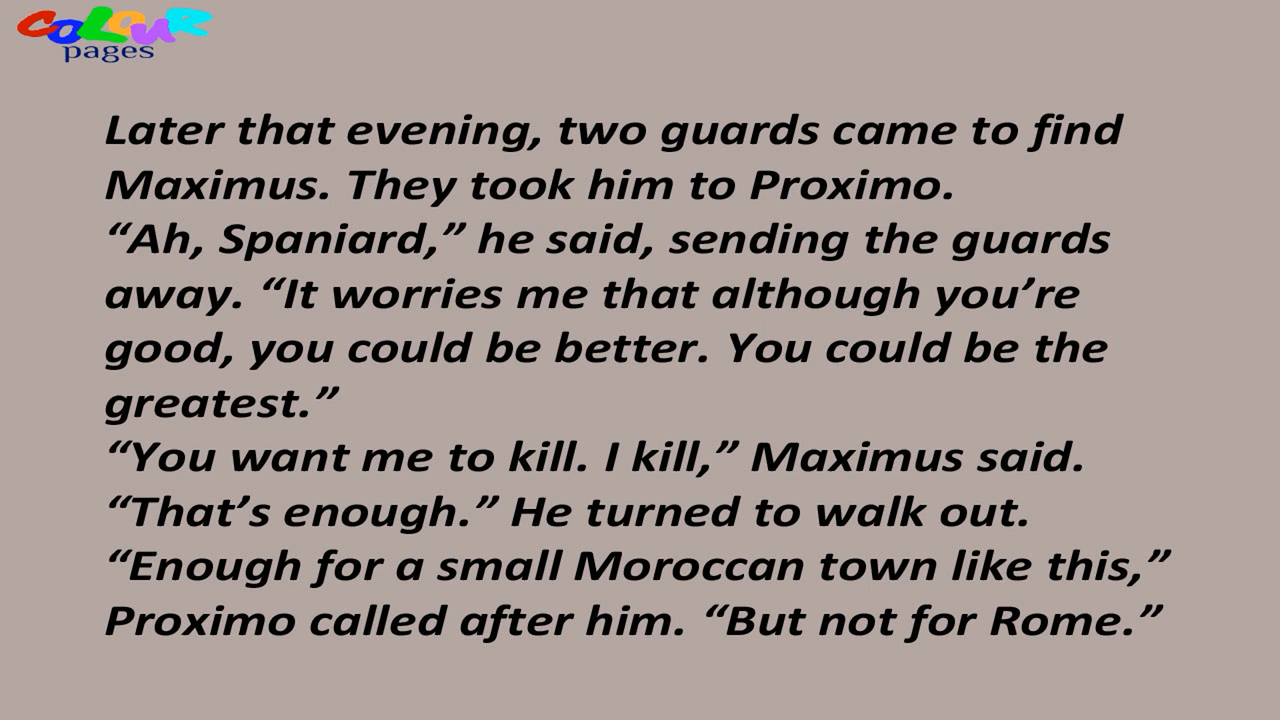 COLOUR
pages
Later that evening, two guards came to find
Maximus. They took him to Proximo.
“Ah, Spaniard,” he said, sending the guards
away. “It worries me that although you’re
good, you could be better. You could be the
greatest.”
“You want me to kill. I kill,” Maximus said.
“That’s enough.” He turned to walk out.
“Enough for a small Moroccan town like this,”
Proximo called after him. “But not for Rome.”